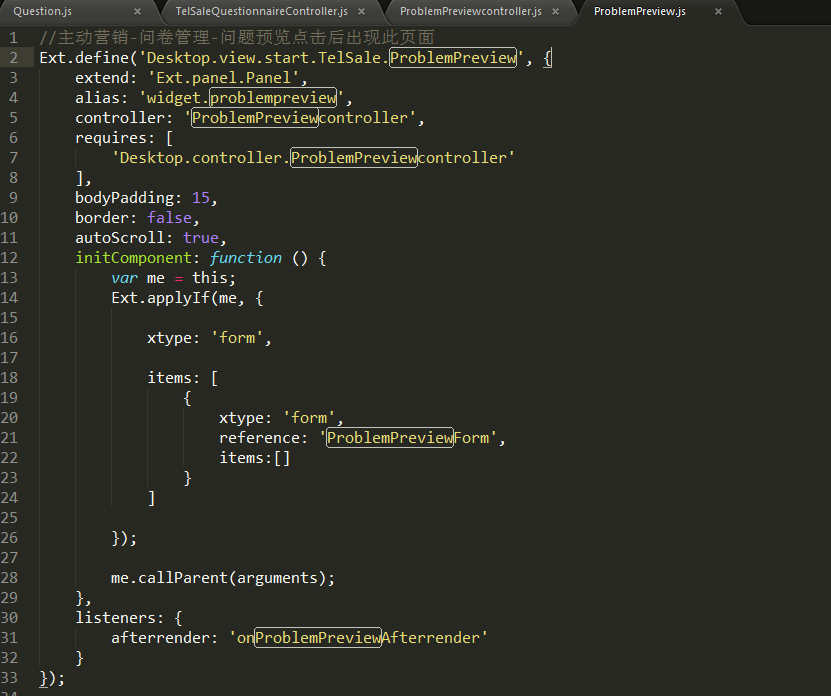 Question.js × TelSaleQuestionnaireController.js × ProblemPreviewcontroller.js × ProblemPreview.js ×
1 //主动营销-问卷管理-问题预览点击后出现此页面
2 Ext.define('Desktop.view.start.TelSale.ProblemPreview', {
3 extend: 'Ext.panel.Panel',
4 alias: 'widget.problempreview',
5 controller: 'ProblemPreviewcontroller',
6 requires: [
7 'Desktop.controller.ProblemPreviewcontroller'
8 ],
9 bodyPadding: 15,
10 border: false,
11 autoScroll: true,
12 initComponent: function () {
13 var me = this;
14 Ext.applyIf(me, {
15
16 xtype: 'form',
17
18 items: [
19 {
20 xtype: 'form',
21 reference: 'ProblemPreviewForm',
22 items:[]
23 }
24 ]
25
26 });
27
28 me.callParent(arguments);
29 },
30 listeners: {
31 afterrender: 'onProblemPreviewAfterrender'
32 }
33 });
34